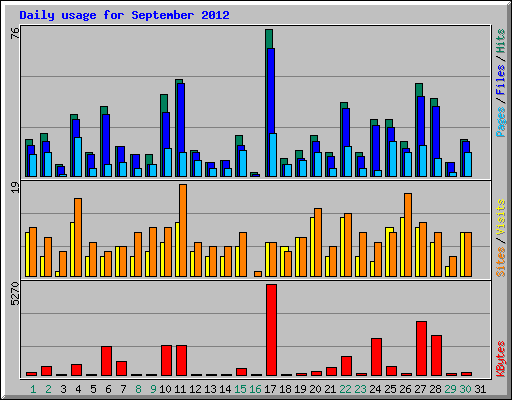 Daily usage for September 2012
76
Pages / Files / Hits
19
Sites / Visits
5270
KBytes
1 2 3 4 5 6 7 8 9 10 11 12 13 14 15 16 17 18 19 20 21 22 23 24 25 26 27 28 29 30 31